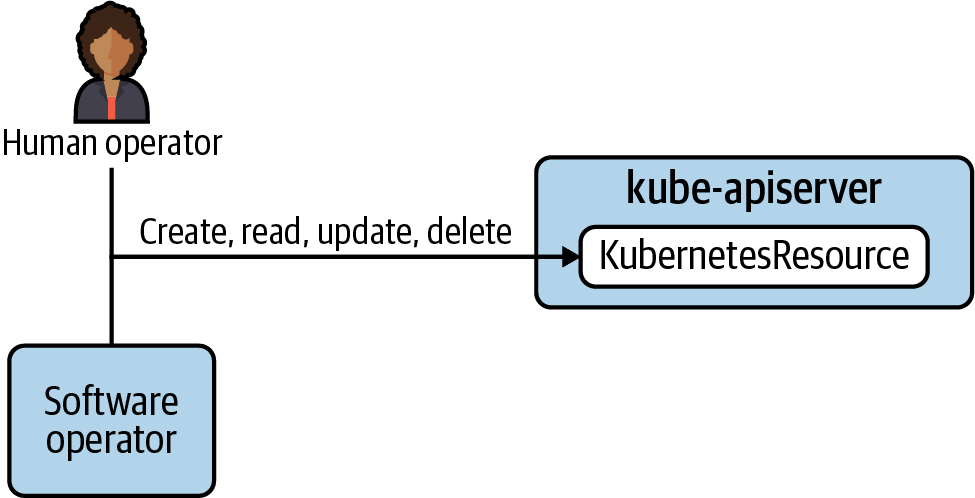 Human operator
Create, read, update, delete
kube-apiserver
KubernetesResource
Software
operator